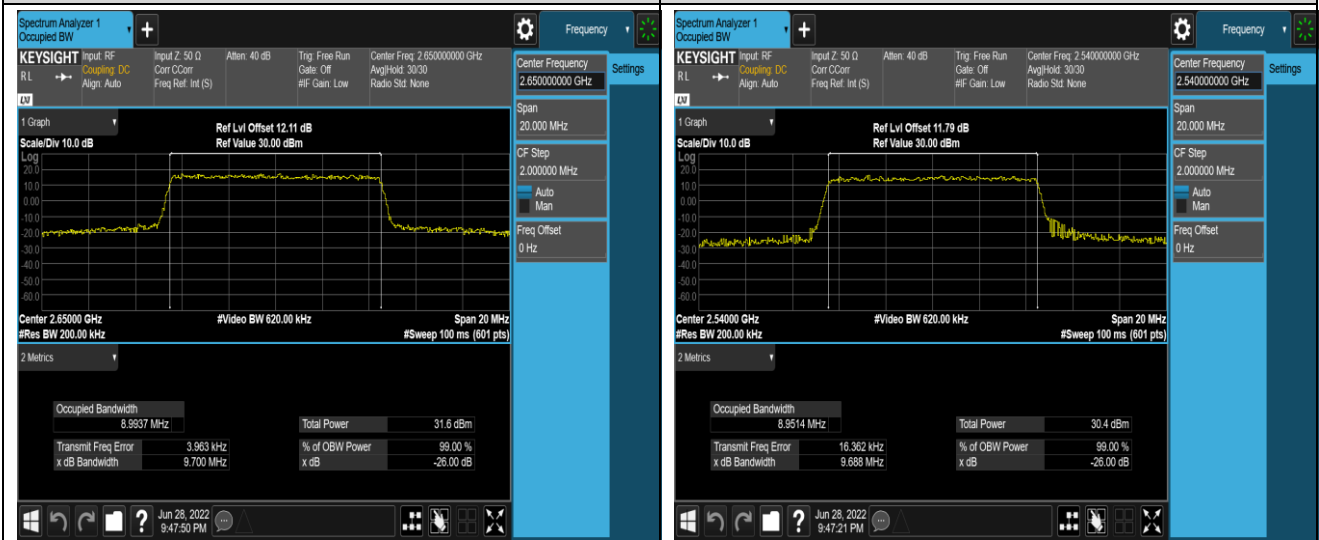 Spectrum Analyzer 1
Occupied BW
Frequency
KEYSIGHT
Input: RF
Coupling: DC
Align: Auto
Input Z: 50 Ω
Corr CCorr
Freq Ref: Int (S)
Atten: 40 dB
Trig: Free Run
Gate: Off
#IF Gain: Low
Center Freq: 2.650000000 GHz
Avg|Hold: 30/30
Radio Std: None
RL
LXI
1 Graph
Ref Lvl Offset 12.11 dB
Scale/Div 10.0 dB
Ref Value 30.00 dBm
Log
20.0
10.0
0.00
-10.0
-20.0
-30.0
-40.0
-50.0
-60.0
Center 2.65000 GHz
#Video BW 620.00 kHz
Span 20 MHz
#Res BW 200.00 kHz
#Sweep 100 ms (601 pts)
2 Metrics
Occupied Bandwidth
8.9937 MHz
Total Power 31.6 dBm
Transmit Freq Error 3.963 kHz
% of OBW Power 99.00 %
x dB Bandwidth 9.700 MHz
x dB -26.00 dB
Jun 28, 2022
9:47:50 PM
Center Frequency
2.650000000 GHz
Settings
Span
20.000 MHz
CF Step
2.000000 MHz
Auto
Man
Freq Offset
0 Hz
Spectrum Analyzer 1
Occupied BW
Frequency
KEYSIGHT
Input: RF
Coupling: DC
Align: Auto
Input Z: 50 Ω
Corr CCorr
Freq Ref: Int (S)
Atten: 40 dB
Trig: Free Run
Gate: Off
#IF Gain: Low
Center Freq: 2.540000000 GHz
Avg|Hold: 30/30
Radio Std: None
RL
LXI
1 Graph
Ref Lvl Offset 11.79 dB
Scale/Div 10.0 dB
Ref Value 30.00 dBm
Log
20.0
10.0
0.00
-10.0
-20.0
-30.0
-40.0
-50.0
-60.0
Center 2.54000 GHz
#Video BW 620.00 kHz
Span 20 MHz
#Res BW 200.00 kHz
#Sweep 100 ms (601 pts)
2 Metrics
Occupied Bandwidth
8.9514 MHz
Total Power 30.4 dBm
Transmit Freq Error 16.362 kHz
% of OBW Power 99.00 %
x dB Bandwidth 9.688 MHz
x dB -26.00 dB
Jun 28, 2022
9:47:21 PM
Center Frequency
2.540000000 GHz
Settings
Span
20.000 MHz
CF Step
2.000000 MHz
Auto
Man
Freq Offset
0 Hz